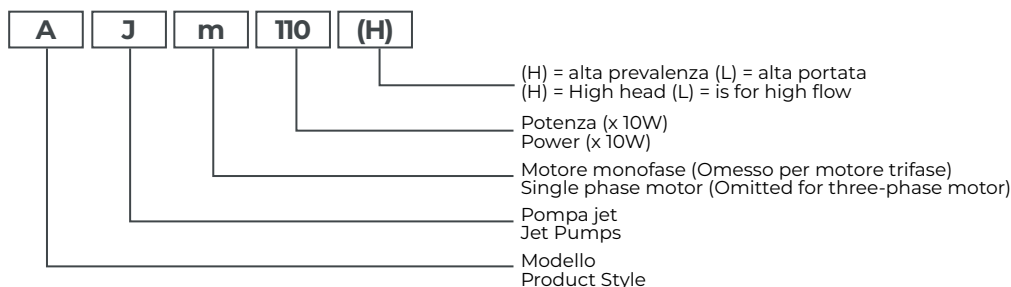 A J m 110 (H)
(H) = alta prevalenza (L) = alta portata
(H) = High head (L) = is for high flow
Potenza (x 10W)
Power (x 10W)
Motore monofase (Omesso per motore trifase)
Single phase motor (Omitted for three-phase motor)
Pompa jet
Jet Pumps
Modello
Product Style